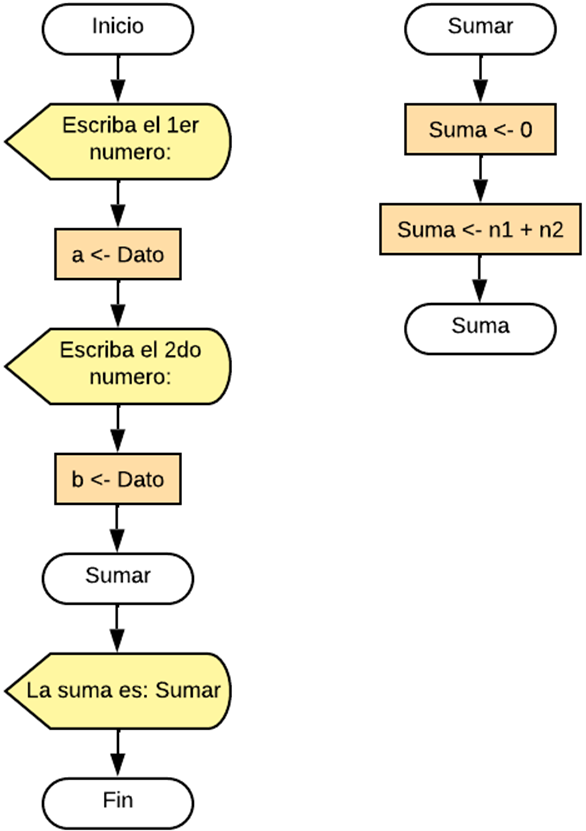 Inicio
Escriba el 1er
numero:
a <- Dato
Escriba el 2do
numero:
b <- Dato
Sumar
La suma es: Sumar
Fin
Sumar
Suma <- 0
Suma <- n1 + n2
Suma